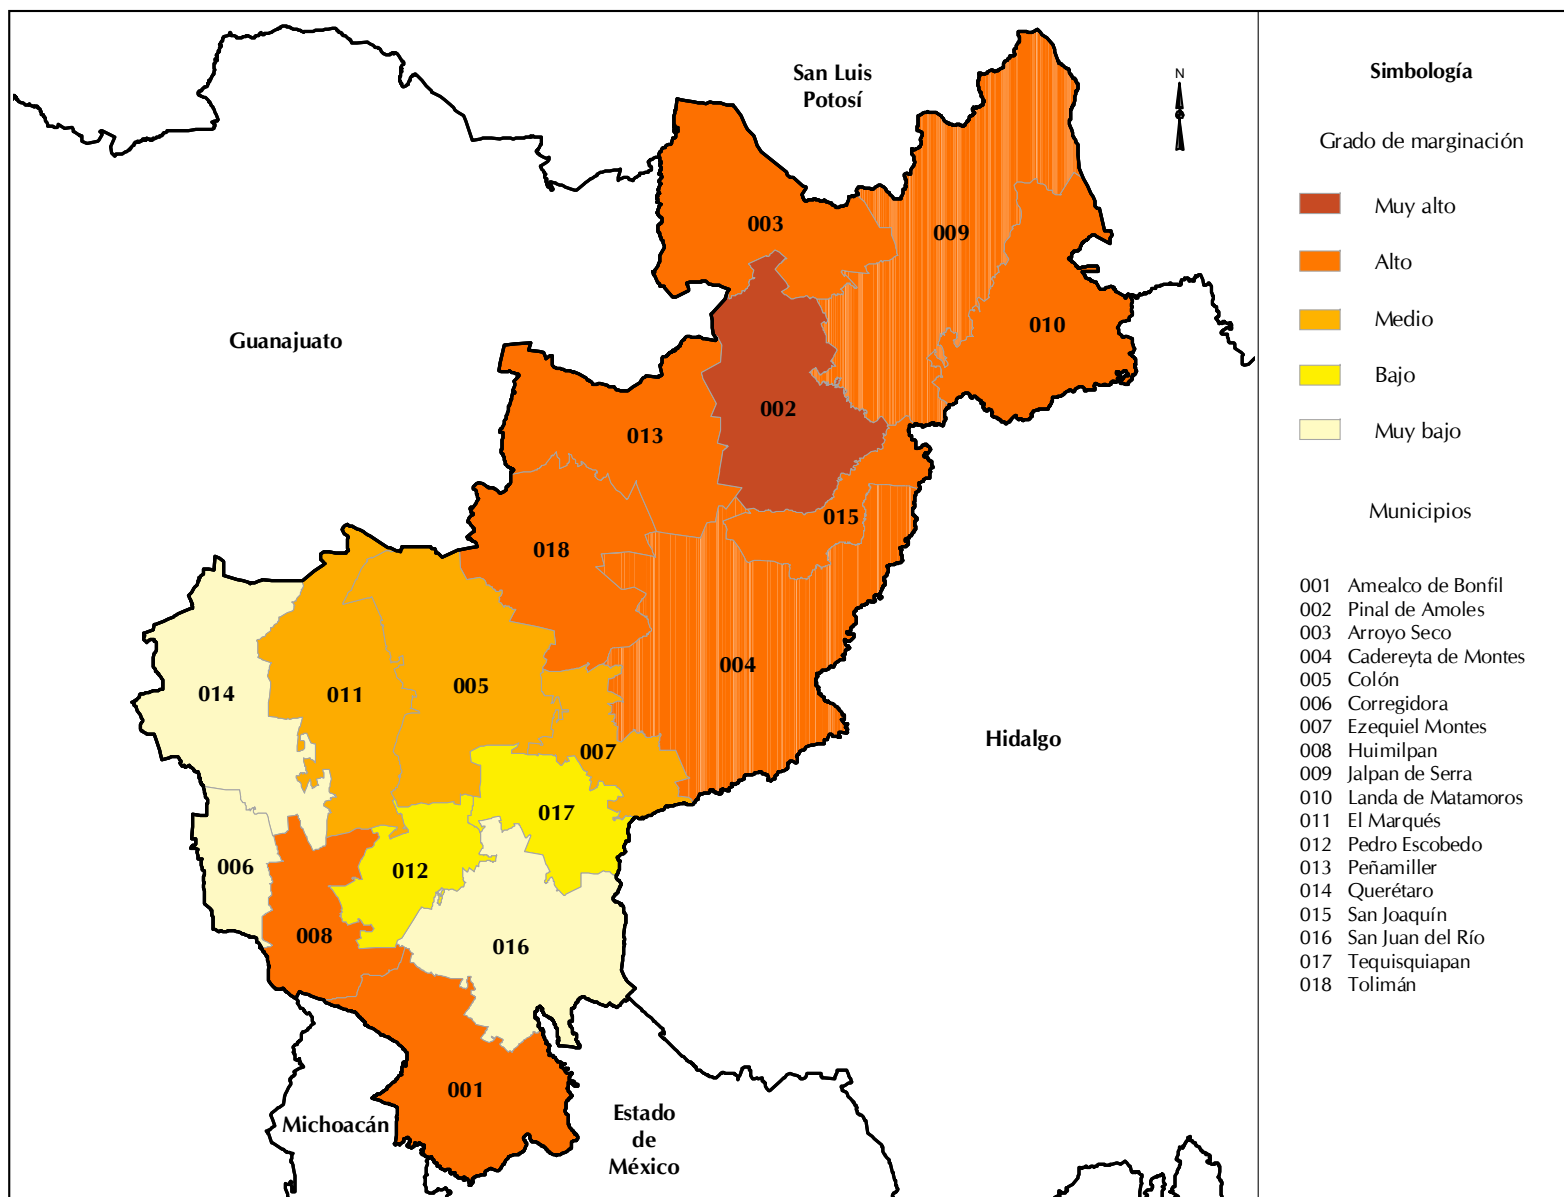 San Luis
Potosí
N
003
009
010
Guanajuato
002
013
015
018
004
014
011
005
007
Hidalgo
017
006
012
008
016
001
Michoacán
Estado
de
México
Simbología
Grado de marginación
Muy alto
Alto
Medio
Bajo
Muy bajo
Municipios
001 Amealco de Bonfil
002 Pinal de Amoles
003 Arroyo Seco
004 Cadereyta de Montes
005 Colón
006 Corregidora
007 Ezequiel Montes
008 Huimilpan
009 Jalpan de Serra
010 Landa de Matamoros
011 El Marqués
012 Pedro Escobedo
013 Peñamiller
014 Querétaro
015 San Joaquín
016 San Juan del Río
017 Tequisquiapan
018 Tolimán